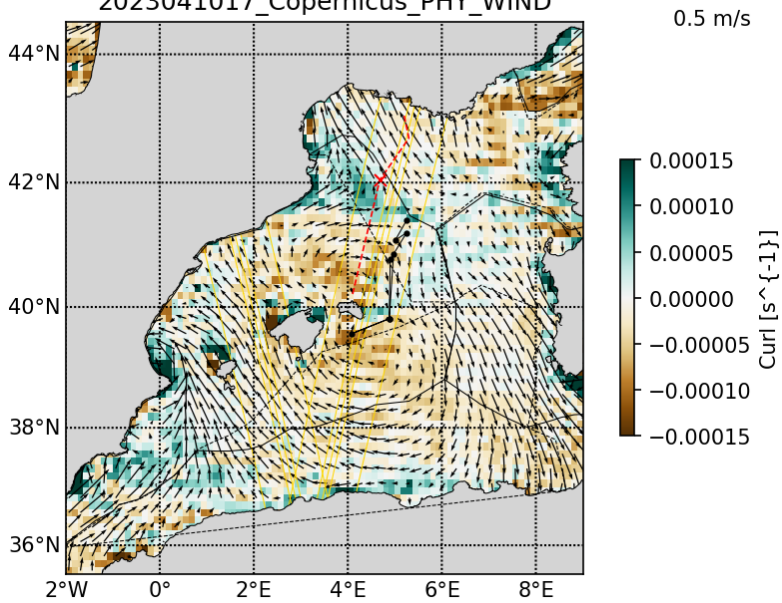 2023041017_Copernicus_PHY_WIND
0.5 m/s
44°N
42°N
40°N
38°N
36°N
2°W
0°
2°E
4°E
6°E
8°E
0.00015
0.00010
0.00005
0.00000
−0.00005
−0.00010
−0.00015
Curl [s^{-1}]